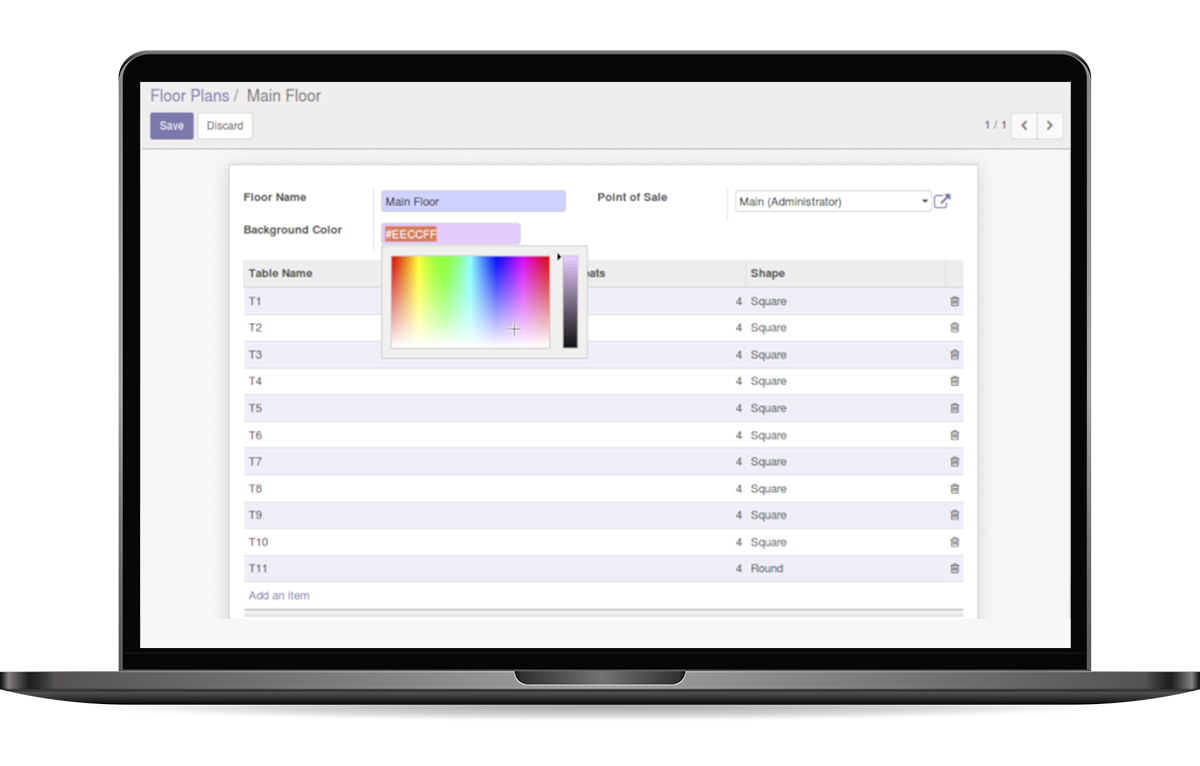 Floor Plans / Main Floor
Save Discard 1 / 1
Floor Name Main Floor Point of Sale Main (Administrator)
Background Color #EECCFF
Table Name Shape
T1 4 Square
T2 4 Square
T3 4 Square
T4 4 Square
T5 4 Square
T6 4 Square
T7 4 Square
T8 4 Square
T9 4 Square
T10 4 Square
T11 4 Round
Add an item